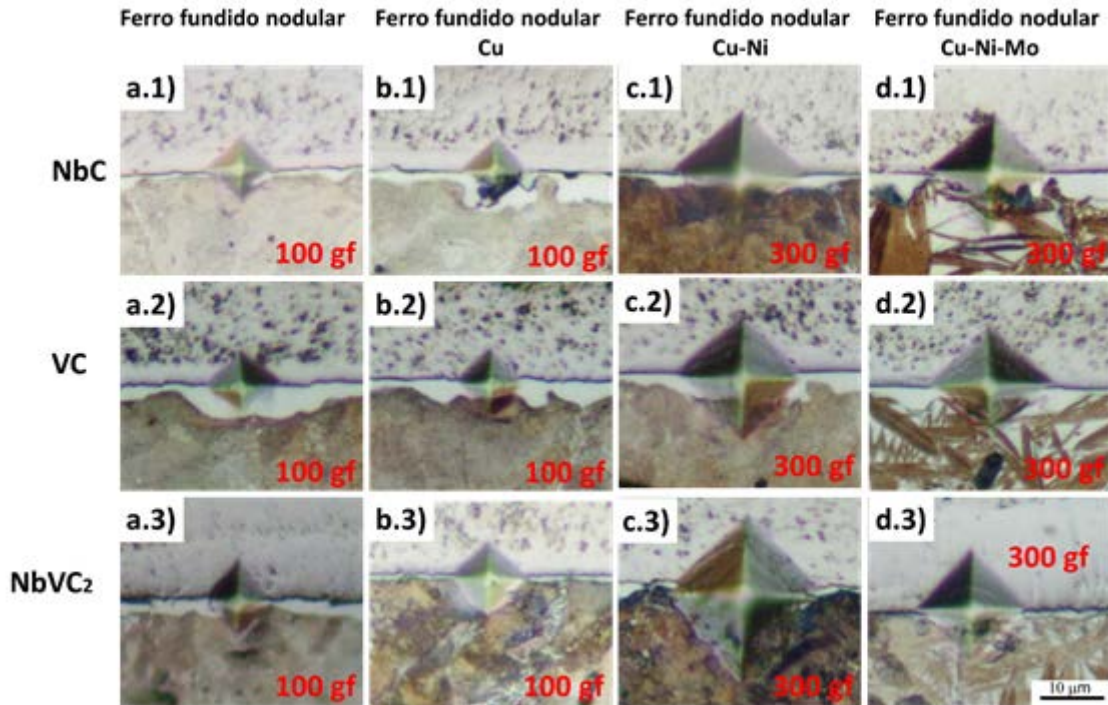 Ferro fundido nodular
Ferro fundido nodular
Cu
Ferro fundido nodular
Cu-Ni
Ferro fundido nodular
Cu-Ni-Mo
NbC
a.1)
100 gf
b.1)
100 gf
c.1)
300 gf
d.1)
300 gf
VC
a.2)
100 gf
b.2)
100 gf
c.2)
300 gf
d.2)
300 gf
NbVC₂
a.3)
100 gf
b.3)
100 gf
c.3)
300 gf
d.3)
300 gf
10 μm